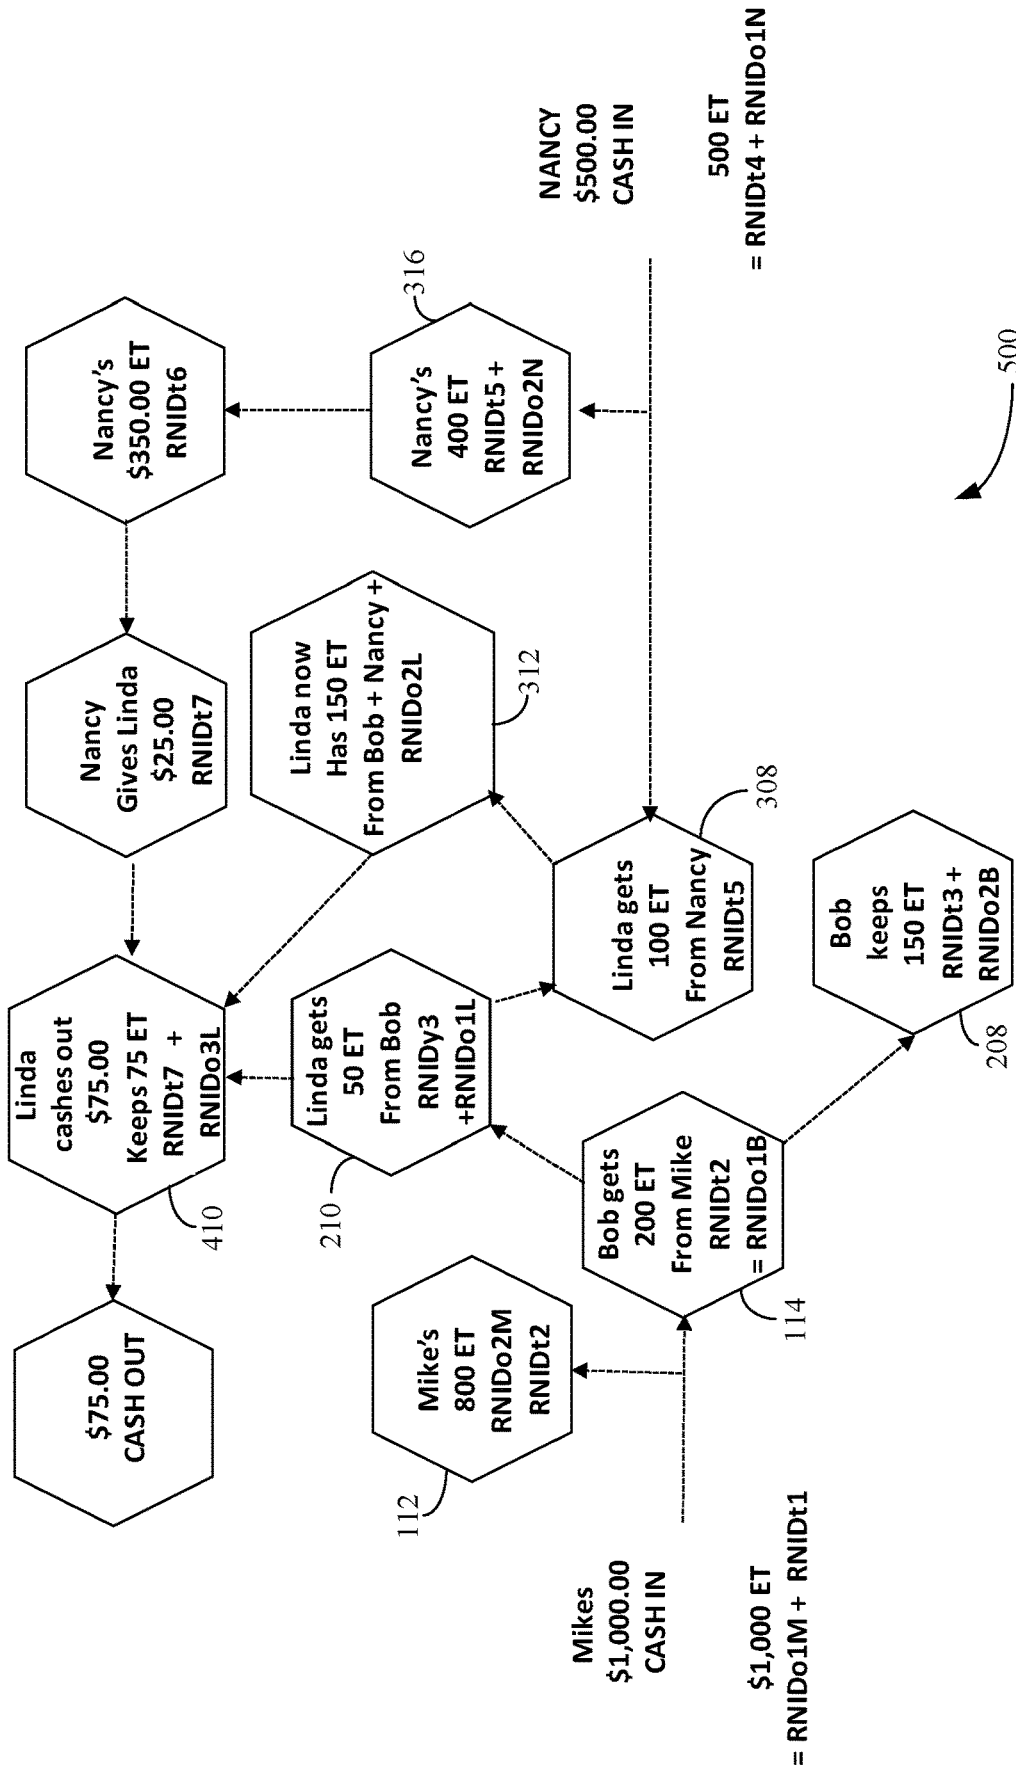 $75.00
CASH OUT
Linda
cashes out
$75.00
Keeps 75 ET
RNIDt7 +
RNIDo3L
410
Nancy
Gives Linda
$25.00
RNIDt7
Nancy's
$350.00 ET
RNIDt6
Mike's
800 ET
RNIDo2M
RNIDt2
112
Linda gets
50 ET
From Bob
RNIDy3
+RNIDo1L
210
Linda now
Has 150 ET
From Bob + Nancy +
RNIDo2L
312
Nancy's
400 ET
RNIDt5 +
RNIDo2N
316
Mikes
$1,000.00
CASH IN
$1,000 ET
= RNIDo1M + RNIDt1
Bob gets
200 ET
From Mike
RNIDt2
= RNIDo1B
114
Linda gets
100 ET
From Nancy
RNIDt5
308
NANCY
$500.00
CASH IN
500 ET
= RNIDt4 + RNIDo1N
Bob
keeps
150 ET
RNIDt3 +
RNIDo2B
208
500